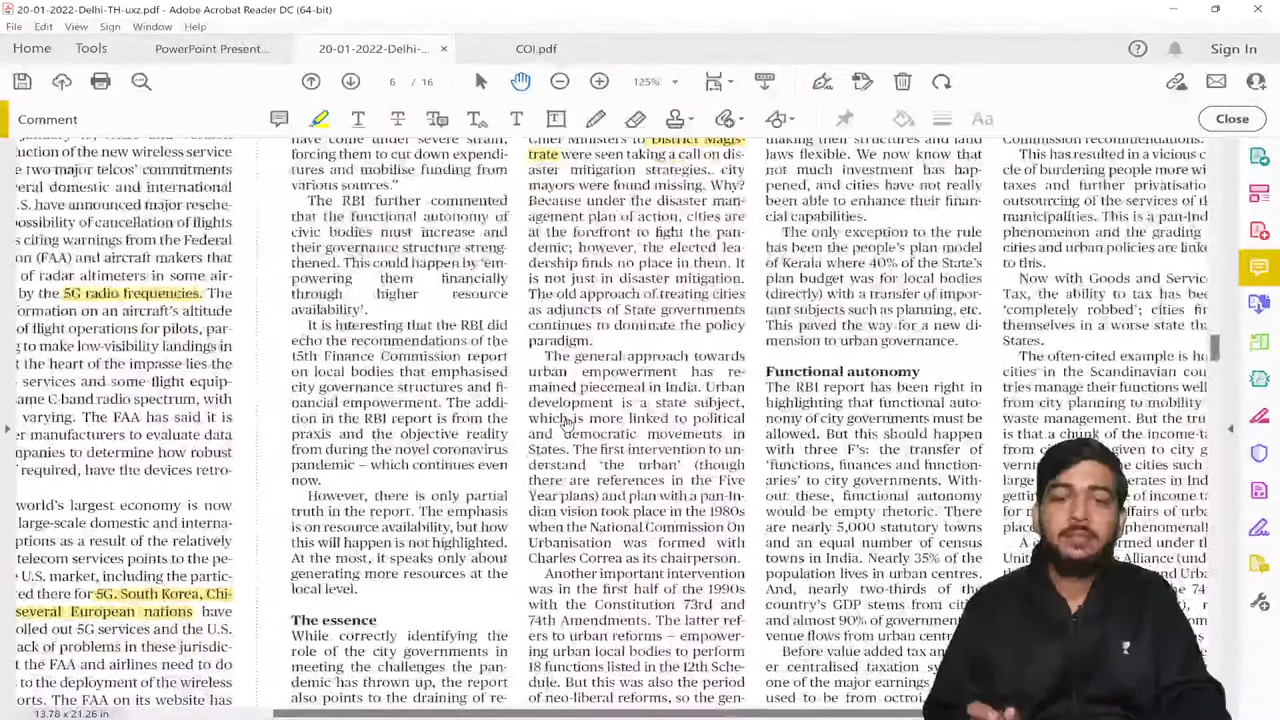 20-01-2022-Delhi-TH-uxz.pdf - Adobe Acrobat Reader DC (64-bit)
File Edit View Sign Window Help
Home Tools PowerPoint Present... 20-01-2022-Delhi-... × COI.pdf Sign In
6 / 16 125%
Comment Close
uction of the new wireless service
e two major telcos' commitments
veral domestic and international
.S. have announced major resche-
ossibility of cancellation of flights
s citing warnings from the Federal
on (FAA) and aircraft makers that
of radar altimeters in some air-
by the 5G radio frequencies. The
ormation on an aircraft's altitude
of flight operations for pilots, par-
g to make low-visibility landings in
t the heart of the impasse lies the
services and some flight equip-
ame C-band radio spectrum, with
varying. The FAA has said it is
er manufacturers to evaluate data
npanies to determine how robust
required, have the devices retro-
world's largest economy is now
large-scale domestic and interna-
ptions as a result of the relatively
telecom services points to the pe-
U.S. market, including the partic-
ted there for 5G. South Korea, Chi-
several European nations have
olled out 5G services and the U.S.
ack of problems in these jurisdic-
t the FAA and airlines need to do
to the deployment of the wireless
orts. The FAA on its website has
have come under severe strain,
forcing them to cut down expendi-
tures and mobilise funding from
various sources."
The RBI further commented
that the functional autonomy of
civic bodies must increase and
their governance structure streng-
thened. This could happen by 'em-
powering them financially
through higher resource
availability'.
It is interesting that the RBI did
echo the recommendations of the
15th Finance Commission report
on local bodies that emphasised
city governance structures and fi-
nancial empowerment. The addi-
tion in the RBI report is from the
praxis and the objective reality
from during the novel coronavirus
pandemic – which continues even
now.
However, there is only partial
truth in the report. The emphasis
is on resource availability, but how
this will happen is not highlighted.
At the most, it speaks only about
generating more resources at the
local level.
The essence
While correctly identifying the
role of the city governments in
meeting the challenges the pan-
demic has thrown up, the report
also points to the draining of re-
Chief Ministers to District Magis-
trate were seen taking a call on dis-
aster mitigation strategies, city
mayors were found missing. Why?
Because under the disaster man-
agement plan of action, cities are
at the forefront to fight the pan-
demic; however, the elected lea-
dership finds no place in them. It
is not just in disaster mitigation.
The old approach of treating cities
as adjuncts of State governments
continues to dominate the policy
paradigm.
The general approach towards
urban empowerment has re-
mained piecemeal in India. Urban
development is a state subject,
which is more linked to political
and democratic movements in
States. The first intervention to un-
derstand 'the urban' (though
there are references in the Five
Year plans) and plan with a pan-In-
dian vision took place in the 1980s
when the National Commission On
Urbanisation was formed with
Charles Correa as its chairperson.
Another important intervention
was in the first half of the 1990s
with the Constitution 73rd and
74th Amendments. The latter ref-
ers to urban reforms – empower-
ing urban local bodies to perform
18 functions listed in the 12th Sche-
dule. But this was also the period
of neo-liberal reforms, so the gen-
making their structures and land
laws flexible. We now know that
not much investment has hap-
pened, and cities have not really
been able to enhance their finan-
cial capabilities.
The only exception to the rule
has been the people's plan model
of Kerala where 40% of the State's
plan budget was for local bodies
(directly) with a transfer of impor-
tant subjects such as planning, etc.
This paved the way for a new di-
mension to urban governance.
Functional autonomy
The RBI report has been right in
highlighting that functional auto-
nomy of city governments must be
allowed. But this should happen
with three F's: the transfer of
'functions, finances and function-
aries' to city governments. With-
out these, functional autonomy
would be empty rhetoric. There
are nearly 5,000 statutory towns
and an equal number of census
towns in India. Nearly 35% of the
population lives in urban centres.
And, nearly two-thirds of the
country's GDP stems from citi
and almost 90% of government
venue flows from urban centr
Before value added tax an
er centralised taxation sy
one of the major earnings
used to be from octroi.
Commission recommendations.
This has resulted in a vicious c
cle of burdening people more wi
taxes and further privatisatio
outsourcing of the services of t
municipalities. This is a pan-Ind
phenomenon and the grading
cities and urban policies are linke
to this.
Now with Goods and Servic
Tax, the ability to tax has bee
'completely robbed'; cities fin
themselves in a worse state tha
States.
The often-cited example is ho
cities in the Scandinavian cou
tries manage their functions well
from city planning to mobility
waste management. But the tru
is that a chunk of the income-ta
13.78 x 21.26 in